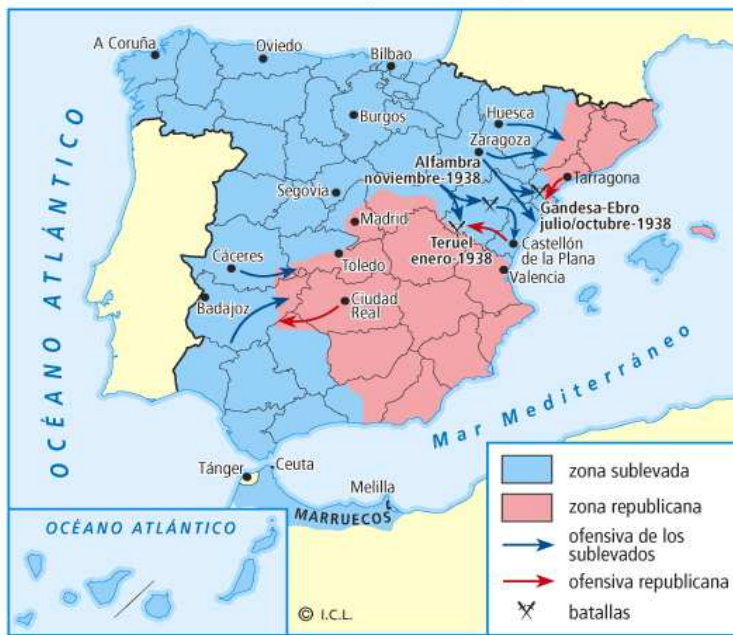 A Coruña
Oviedo
Bilbao
Burgos
Huesca
Zaragoza
Alfambra
noviembre-1938
Tarragona
Gandesa-Ebro
julio/octubre-1938
Segovia
Madrid
Teruel
enero-1938
Castellón
de la Plana
Cáceres
Toledo
Valencia
Badajoz
Ciudad
Real
OCÉANO ATLÁNTICO
Mar Mediterráneo
Tánger
Ceuta
Melilla
MARRUECOS
OCÉANO ATLÁNTICO
© I.C.L.
zona sublevada
zona republicana
ofensiva de los
sublevados
ofensiva republicana
batallas